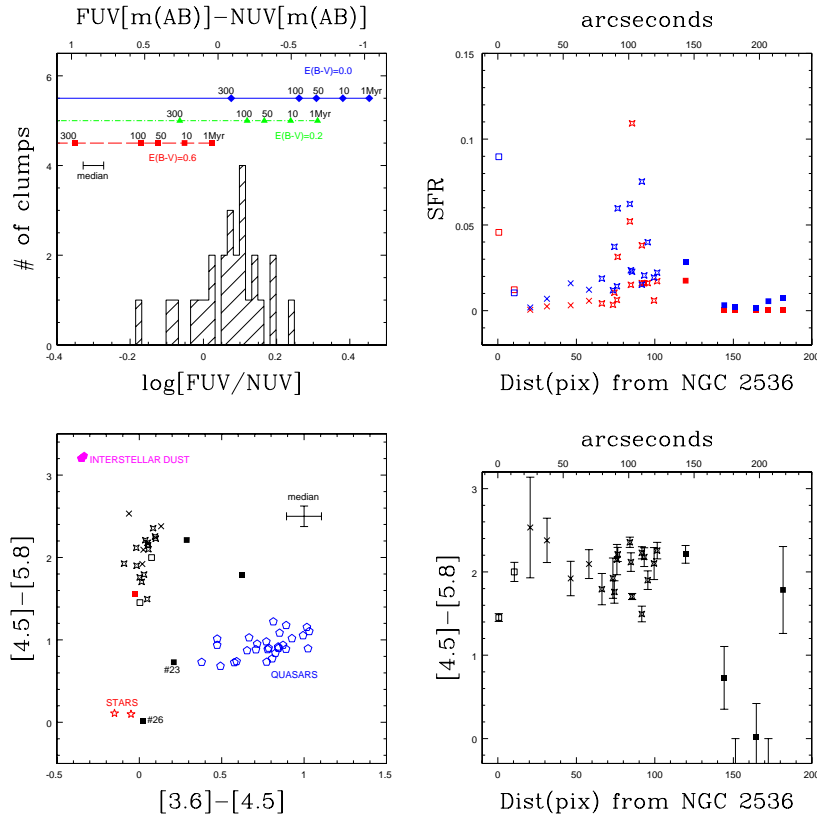 FUV[m(AB)]−NUV[m(AB)]
1 0.5 0 -0.5 -1
E(B-V)=0.0
300 100 50 10 1Myr
300 100 50 10 1Myr
E(B-V)=0.2
300 100 50 10 1Myr
E(B-V)=0.6
median
# of clumps
0 2 4 6
-0.4 -0.2 0 0.2 0.4
log[FUV/NUV]
arcseconds
0 50 100 150 200
SFR
0 0.05 0.1 0.15
0 50 100 150 200
Dist(pix) from NGC 2536
INTERSTELLAR DUST
median
#23
QUASARS
STARS
#26
[4.5]−[5.8]
0 1 2 3
-0.5 0 0.5 1 1.5
[3.6]−[4.5]
arcseconds
0 50 100 150 200
[4.5]−[5.8]
0 1 2 3
0 50 100 150 200
Dist(pix) from NGC 2536